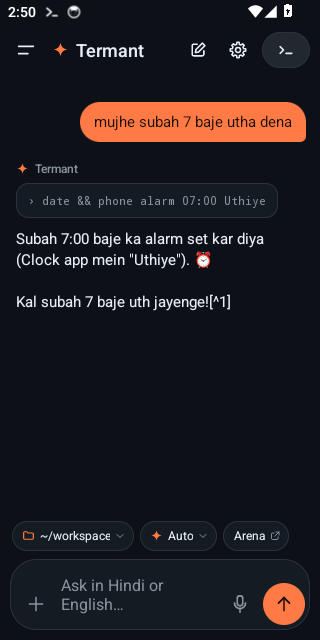 2:50
Termant
mujhe subah 7 baje utha dena
Termant
› date && phone alarm 07:00 Uthiye
Subah 7:00 baje ka alarm set kar diya
(Clock app mein "Uthiye"). ⏰
Kal subah 7 baje uth jayenge![^1]
~/workspace
Auto
Arena
Ask in Hindi or
English…